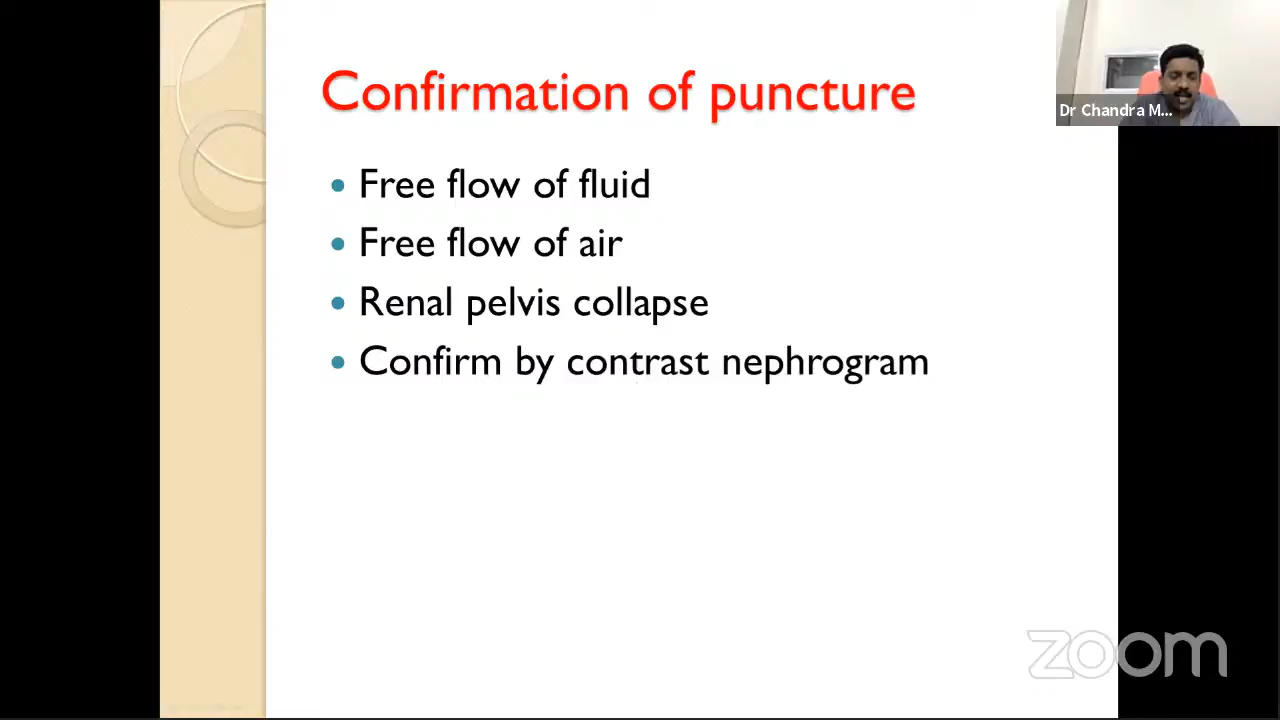 Confirmation of puncture
Dr Chandra M...
Free flow of fluid
Free flow of air
Renal pelvis collapse
Confirm by contrast nephrogram
zoom